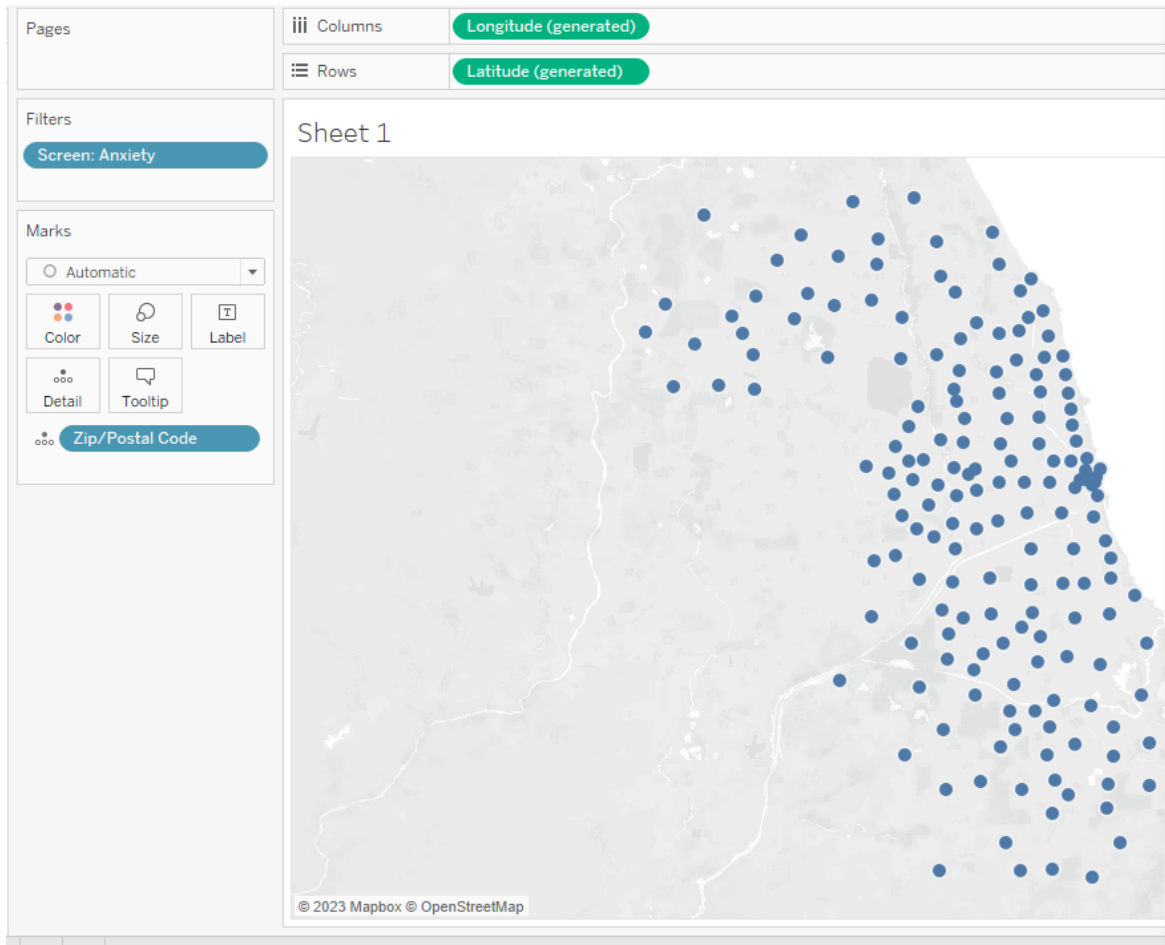 Pages
Columns
Longitude (generated)
Rows
Latitude (generated)
Filters
Screen: Anxiety
Sheet 1
Marks
Automatic
Color
Size
T
Label
Detail
Tooltip
Zip/Postal Code
© 2023 Mapbox © OpenStreetMap